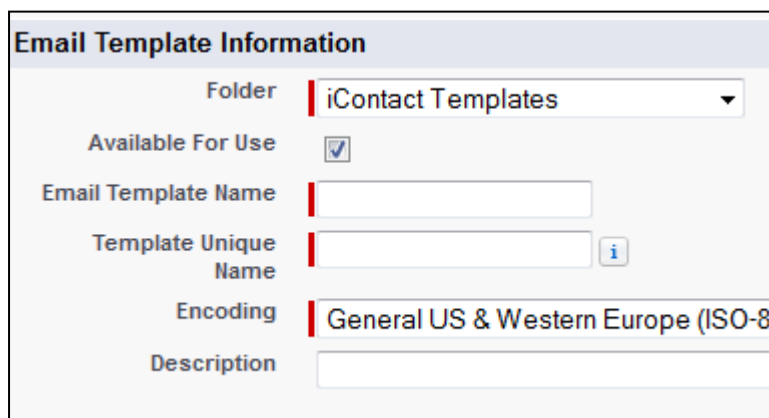 Email Template Information
Folder iContact Templates
Available For Use
Email Template Name
Template Unique
Name
i
Encoding General US & Western Europe (ISO-8
Description